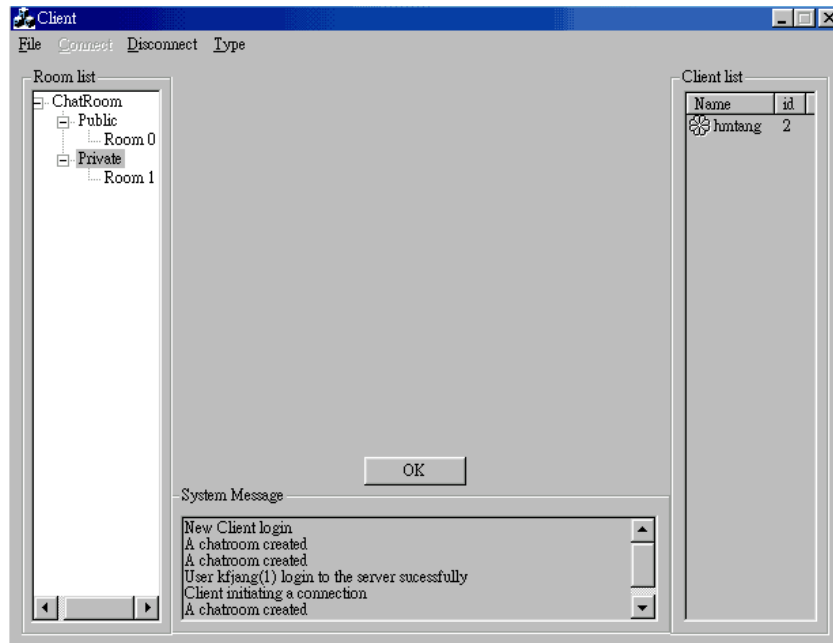 Client
File Connect Disconnect Type
Room list
ChatRoom
Public
Room 0
Private
Room 1
Client list
Name id
hmtang 2
OK
System Message
New Client login
A chatroom created
A chatroom created
User kfjang(1) login to the server sucessfully
Client initiating a connection
A chatroom created